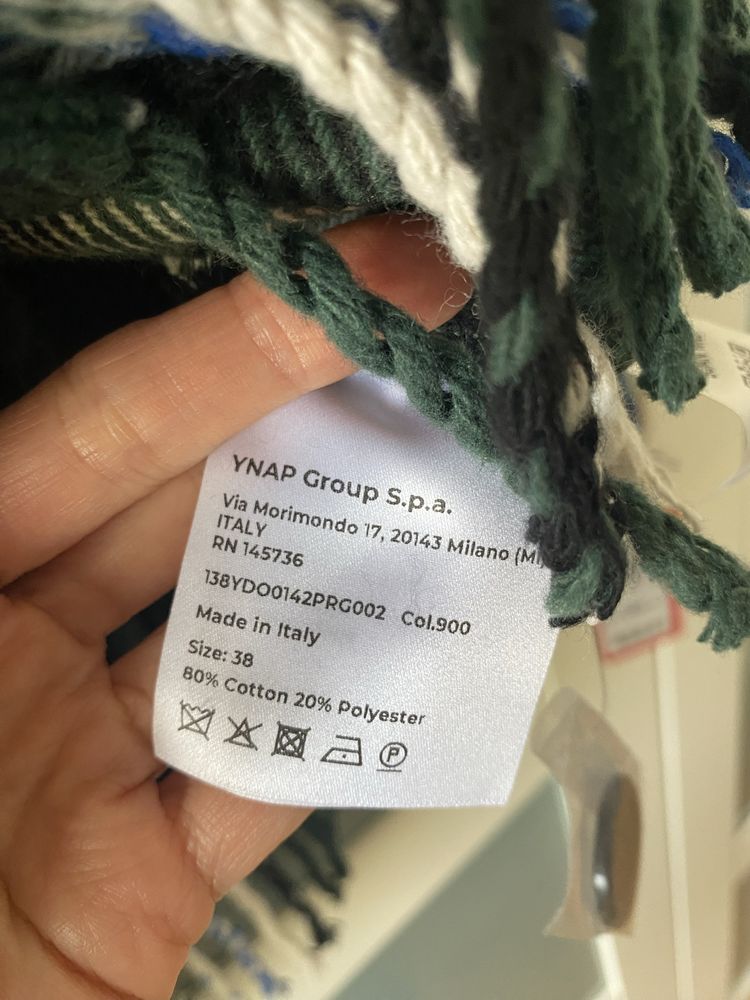 YNAP Group S.p.a.
Via Morimondo 17, 20143 Milano (MI
ITALY
RN 145736
138YDO0142PRG002 Col.900
Made in Italy
Size: 38
80% Cotton 20% Polyester
P